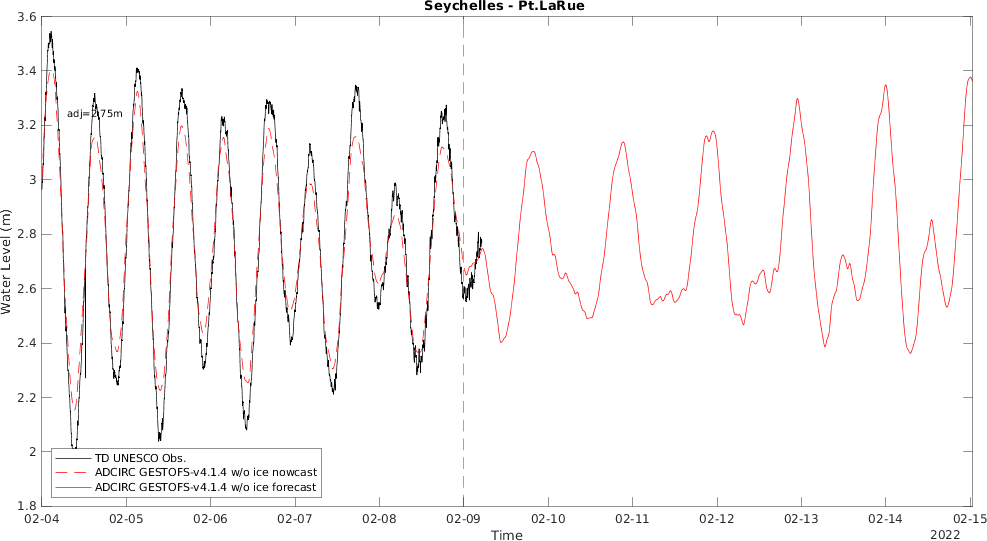 Seychelles - Pt.LaRue
3.6
3.4
3.2
3
2.8
2.6
2.4
2.2
2
1.8
Water Level (m)
adj=2.75m
TD UNESCO Obs.
ADCIRC GESTOFS-v4.1.4 w/o ice nowcast
ADCIRC GESTOFS-v4.1.4 w/o ice forecast
02-04 02-05 02-06 02-07 02-08 02-09 02-10 02-11 02-12 02-13 02-14 02-15
Time
2022